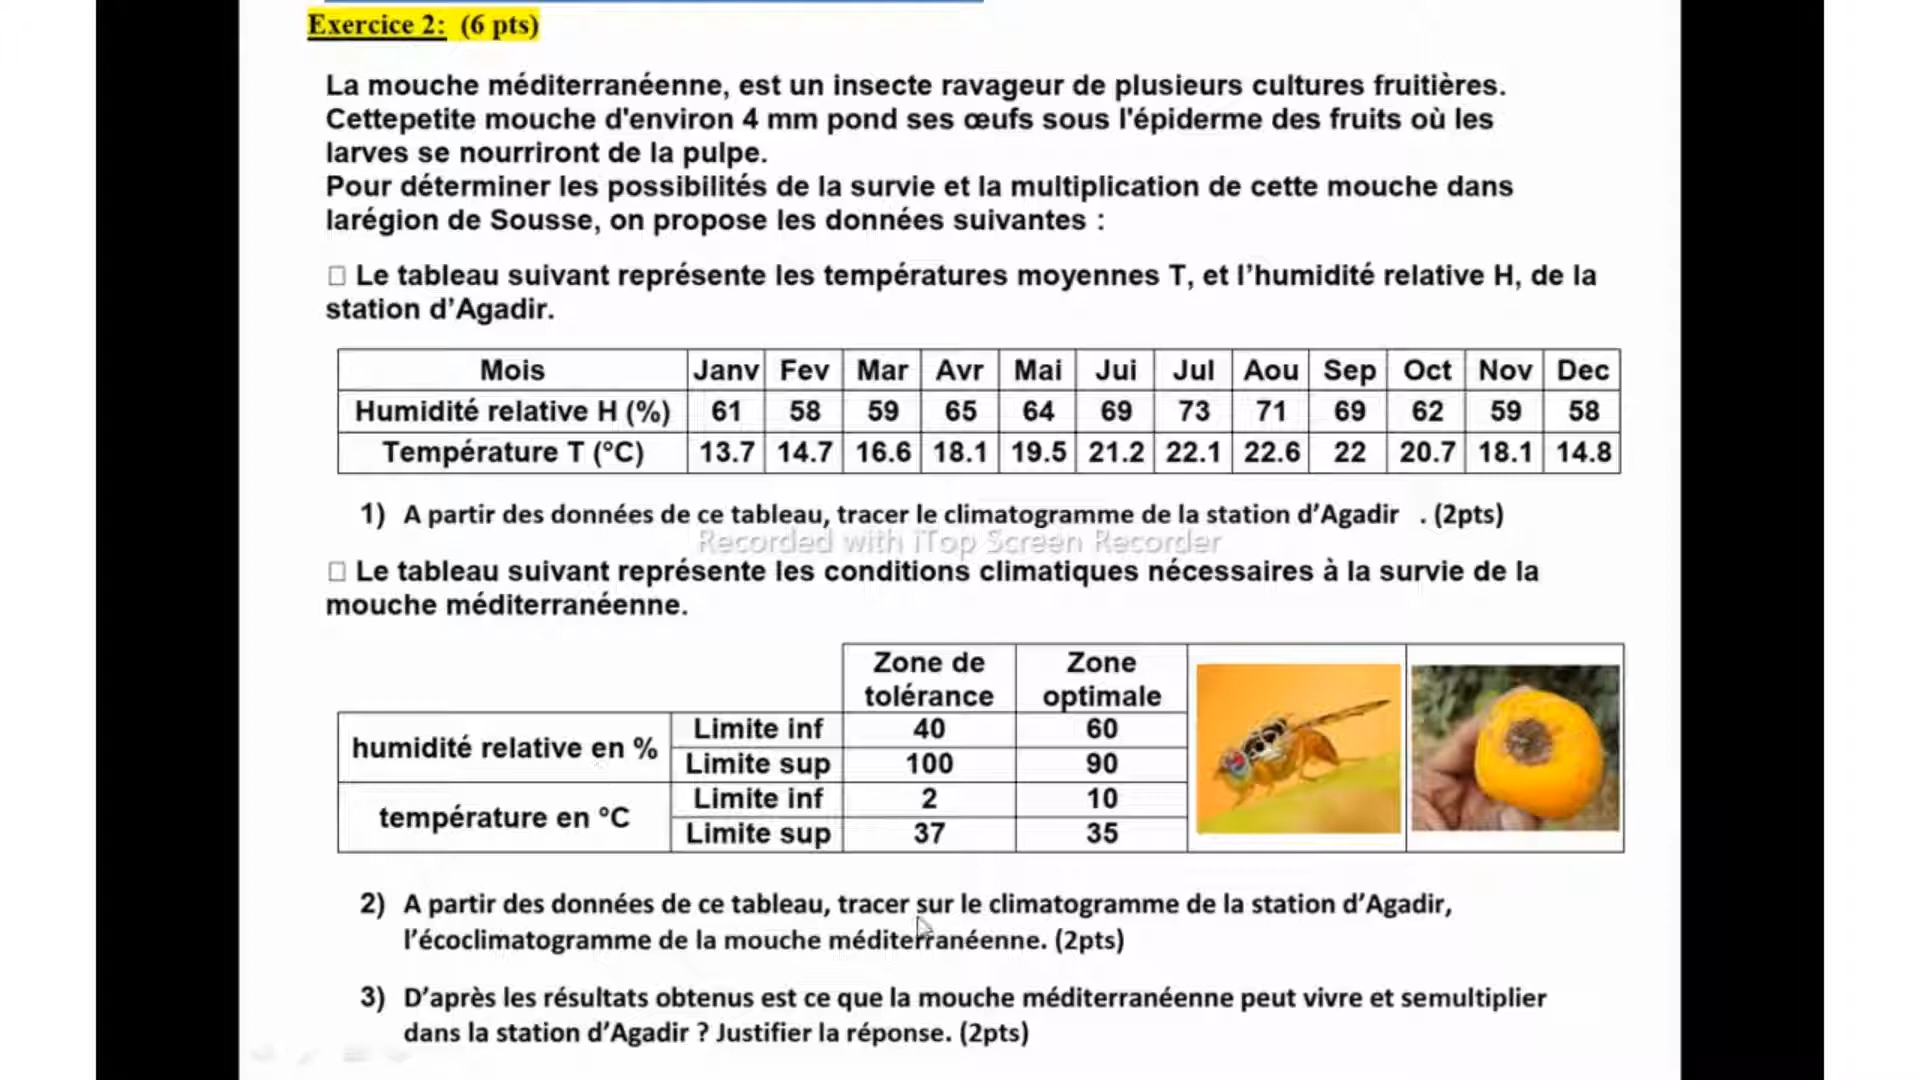 Exercice 2: (6 pts)
La mouche méditerranéenne, est un insecte ravageur de plusieurs cultures fruitières.
Cettepetite mouche d'environ 4 mm pond ses œufs sous l'épiderme des fruits où les
larves se nourriront de la pulpe.
Pour déterminer les possibilités de la survie et la multiplication de cette mouche dans
larégion de Sousse, on propose les données suivantes :
□ Le tableau suivant représente les températures moyennes T, et l’humidité relative H, de la
station d’Agadir.
Mois Janv Fev Mar Avr Mai Jui Jul Aou Sep Oct Nov Dec
Humidité relative H (%) 61 58 59 65 64 69 73 71 69 62 59 58
Température T (°C) 13.7 14.7 16.6 18.1 19.5 21.2 22.1 22.6 22 20.7 18.1 14.8
1) A partir des données de ce tableau, tracer le climatogramme de la station d’Agadir . (2pts)
Recorded with iTop Screen Recorder
□ Le tableau suivant représente les conditions climatiques nécessaires à la survie de la
mouche méditerranéenne.
Zone de tolérance Zone optimale
humidité relative en % Limite inf 40 60
Limite sup 100 90
température en °C Limite inf 2 10
Limite sup 37 35
2) A partir des données de ce tableau, tracer sur le climatogramme de la station d’Agadir,
l’écoclimatogramme de la mouche méditerranéenne. (2pts)
3) D’après les résultats obtenus est ce que la mouche méditerranéenne peut vivre et semultiplier
dans la station d’Agadir ? Justifier la réponse. (2pts)